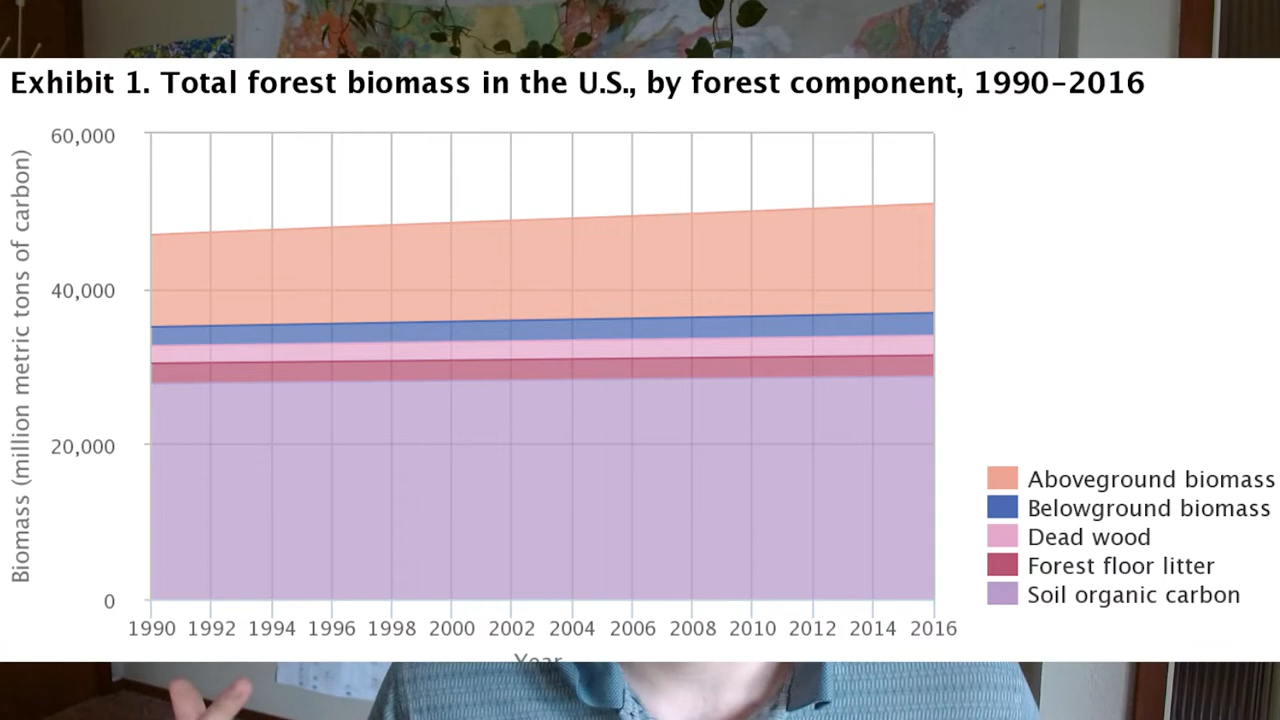 Exhibit 1. Total forest biomass in the U.S., by forest component, 1990–2016
Biomass (million metric tons of carbon)
60,000
40,000
20,000
0
1990 1992 1994 1996 1998 2000 2002 2004 2006 2008 2010 2012 2014 2016
Year
Aboveground biomass
Belowground biomass
Dead wood
Forest floor litter
Soil organic carbon